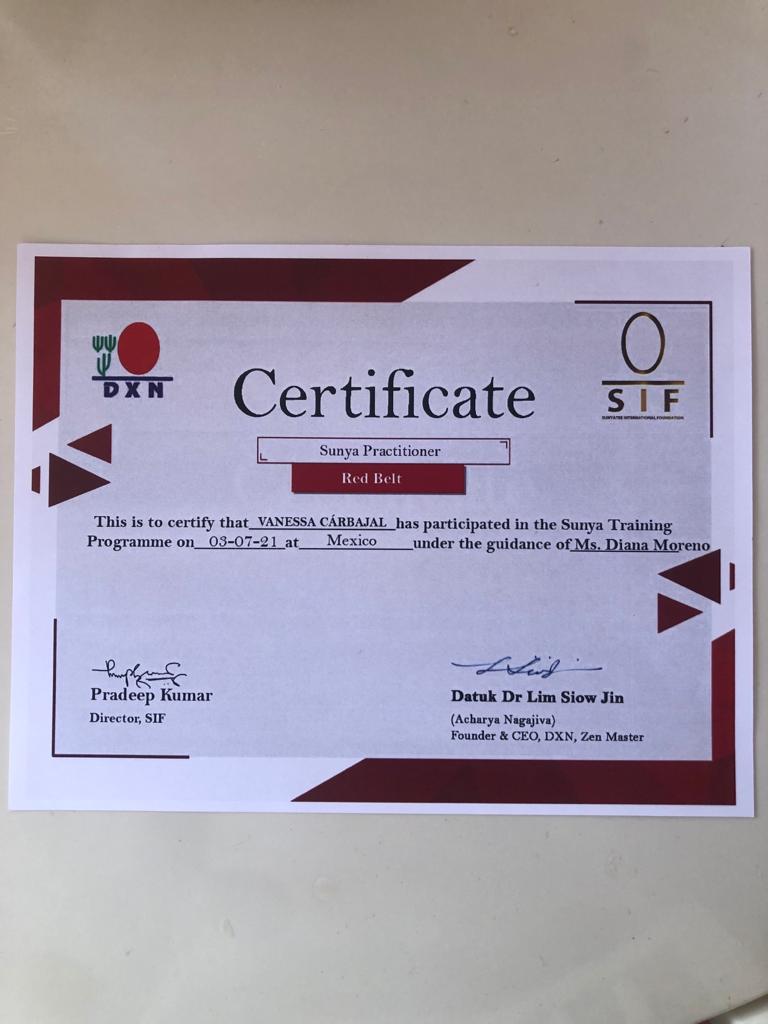 DXN
SIF
SUNYATEE INTERNATIONAL FOUNDATION
Certificate
Sunya Practitioner
Red Belt
This is to certify that VANESSA CÁRBAJAL has participated in the Sunya Training
Programme on 03-07-21 at Mexico under the guidance of Ms. Diana Moreno
Pradeep Kumar
Director, SIF
Datuk Dr Lim Siow Jin
(Acharya Nagajiva)
Founder & CEO, DXN, Zen Master